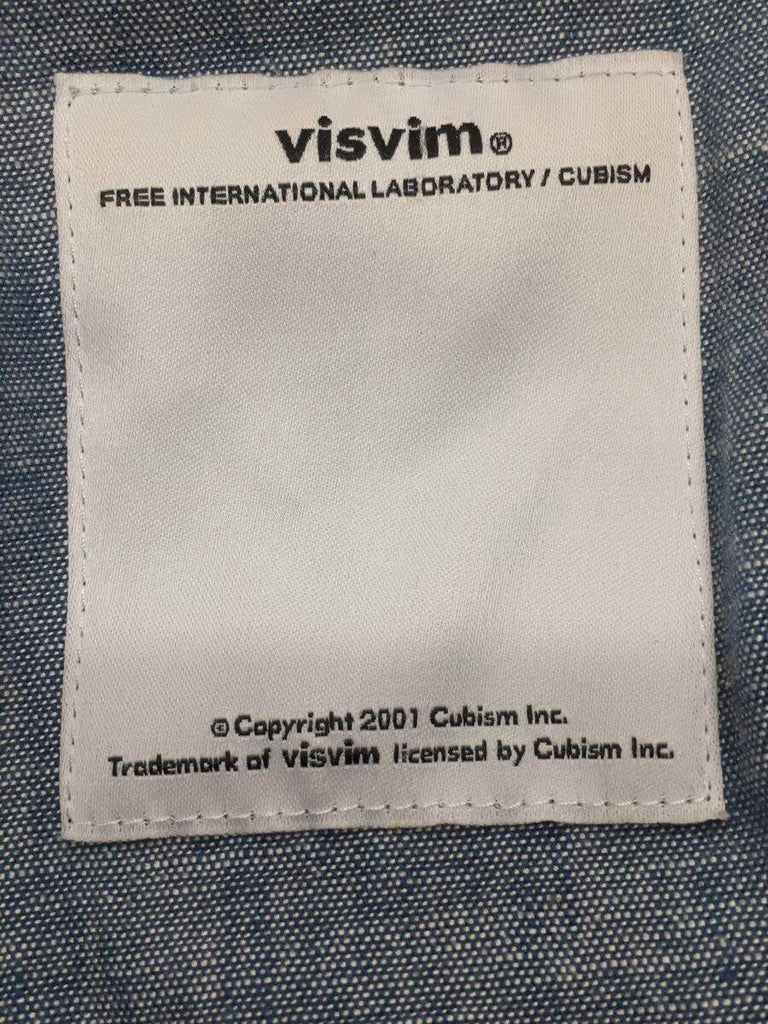 visvim®
FREE INTERNATIONAL LABORATORY / CUBISM
© Copyright 2001 Cubism Inc.
Trademark of visvim licensed by Cubism Inc.